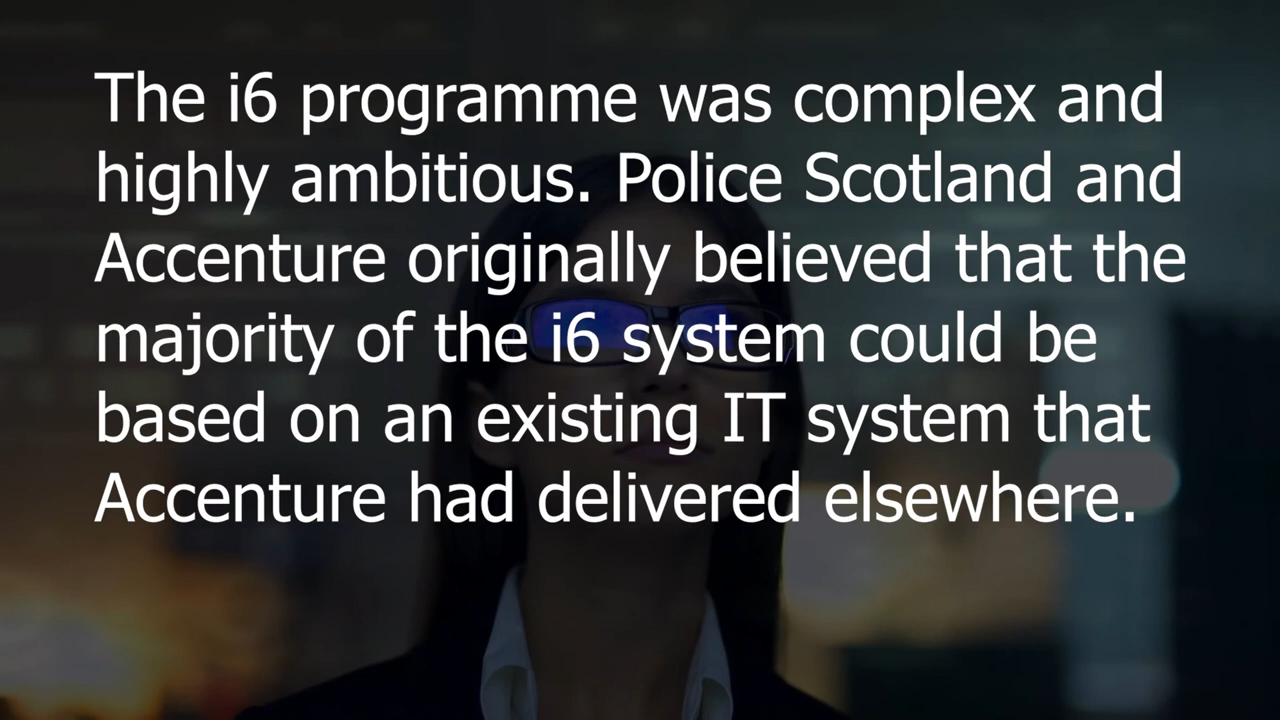 The i6 programme was complex and
highly ambitious. Police Scotland and
Accenture originally believed that the
majority of the i6 system could be
based on an existing IT system that
Accenture had delivered elsewhere.